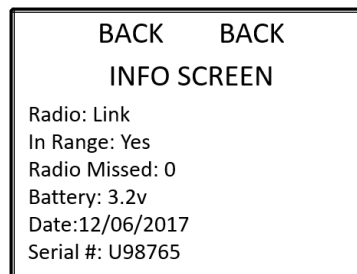 BACK BACK
INFO SCREEN
Radio: Link
In Range: Yes
Radio Missed: 0
Battery: 3.2v
Date:12/06/2017
Serial #: U98765